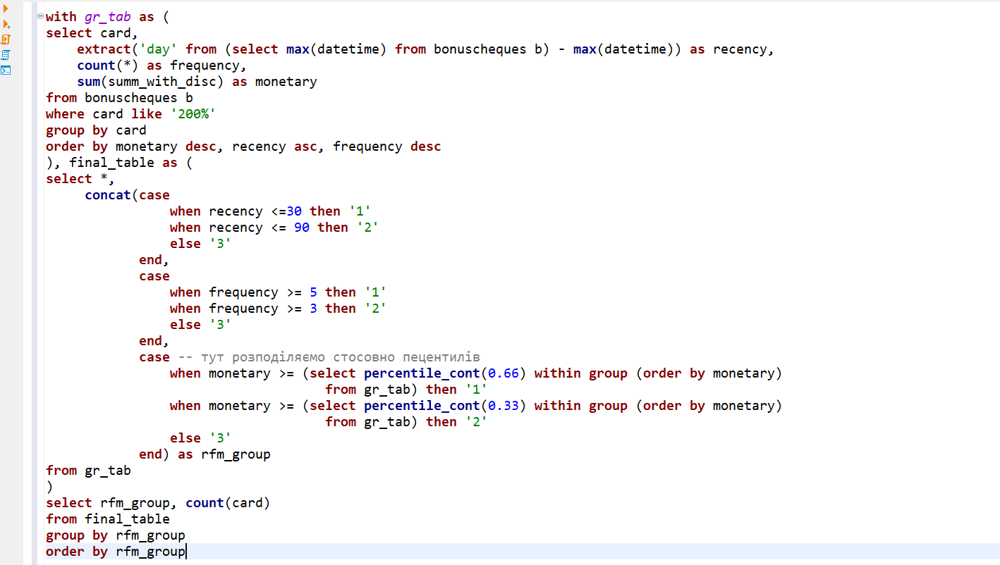 with gr_tab as (
select card,
    extract('day' from (select max(datetime) from bonuscheques b) - max(datetime)) as recency,
    count(*) as frequency,
    sum(summ_with_disc) as monetary
from bonuscheques b
where card like '200%'
group by card
order by monetary desc, recency asc, frequency desc
), final_table as (
select *,
     concat(case
                when recency <=30 then '1'
                when recency <= 90 then '2'
                else '3'
            end,
            case
                when frequency >= 5 then '1'
                when frequency >= 3 then '2'
                else '3'
            end,
            case -- тут розподіляємо стосовно пецентилів
                when monetary >= (select percentile_cont(0.66) within group (order by monetary)
                                    from gr_tab) then '1'
                when monetary >= (select percentile_cont(0.33) within group (order by monetary)
                                    from gr_tab) then '2'
                else '3'
            end) as rfm_group
from gr_tab
)
select rfm_group, count(card)
from final_table
group by rfm_group
order by rfm_group